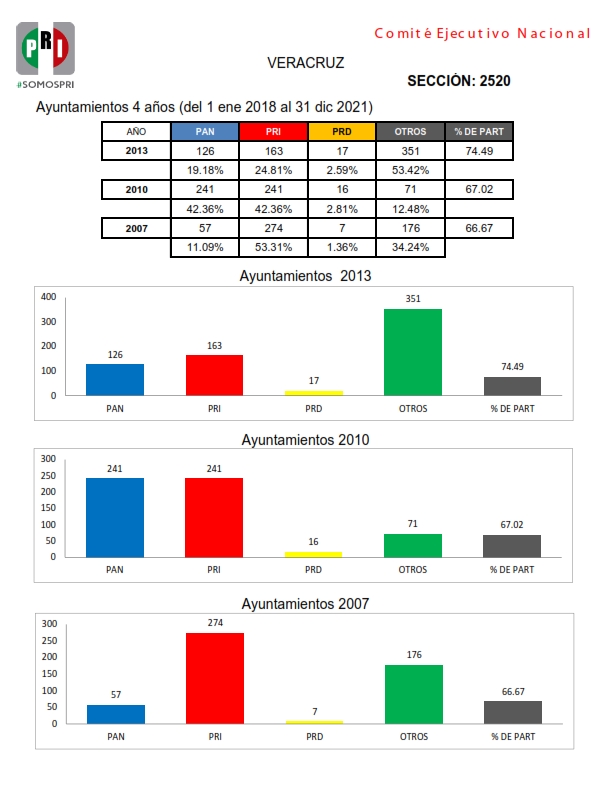 Comité Ejecutivo Nacional
PRI
#SOMOSPRI
VERACRUZ
SECCIÓN: 2520
Ayuntamientos 4 años (del 1 ene 2018 al 31 dic 2021)
AÑO PAN PRI PRD OTROS % DE PART
2013 126 163 17 351 74.49
19.18% 24.81% 2.59% 53.42%
2010 241 241 16 71 67.02
42.36% 42.36% 2.81% 12.48%
2007 57 274 7 176 66.67
11.09% 53.31% 1.36% 34.24%
Ayuntamientos 2013
400
300
200
100
0
126 163 17 351 74.49
PAN PRI PRD OTROS % DE PART
Ayuntamientos 2010
300
250
200
150
100
50
0
241 241 16 71 67.02
PAN PRI PRD OTROS % DE PART
Ayuntamientos 2007
300
250
200
150
100
50
0
57 274 7 176 66.67
PAN PRI PRD OTROS % DE PART